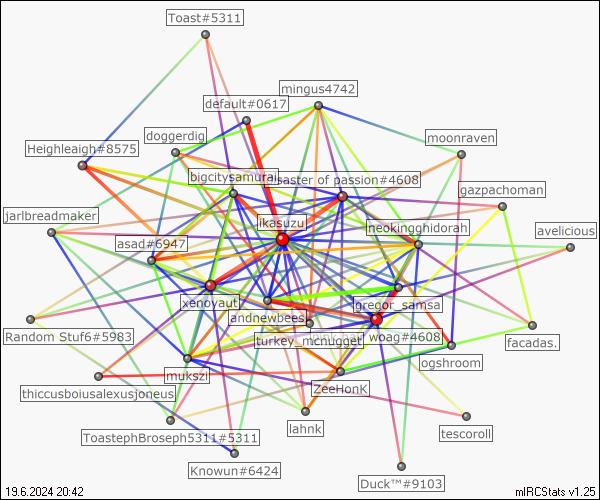 Toast#5311
mingus4742
default#0617
doggerdig
moonraven
Heighleaigh#8575
bigcitysamurai
saster of passion#4608
gazpachoman
jarlbreadmaker
ikasuzu
neokingghidorah
avelicious
asad#6947
xenoyaut
gregor_samsa
andnewbees
Random Stuf6#5983
turkey_mcnugget
woag#4608
facadas.
ogshroom
mukszi
ZeeHonK
thiccusboiusalexusjoneus
lahnk
tescoroll
ToastephBroseph5311#5311
Knowun#6424
Duck™#9103
19.6.2024 20:42
mIRCStats v1.25